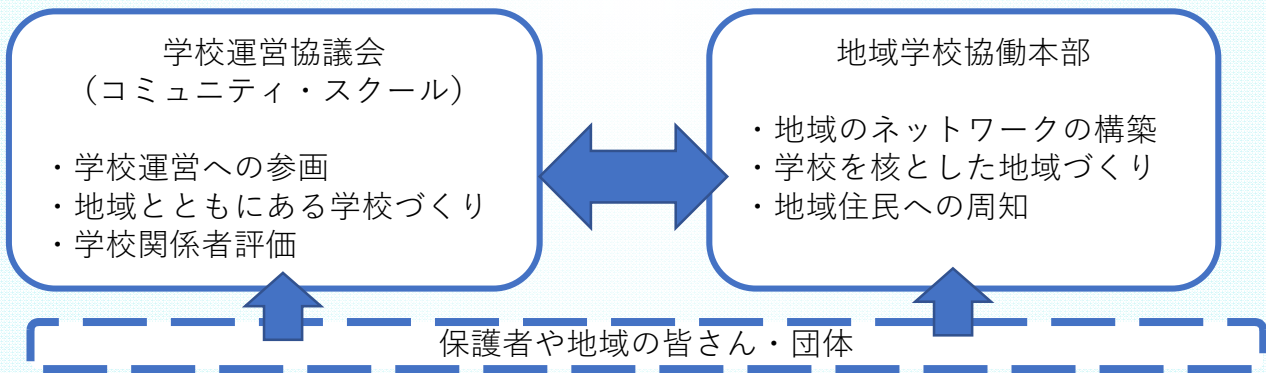 学校運営協議会
（コミュニティ・スクール）
・学校運営への参画
・地域とともにある学校づくり
・学校関係者評価
地域学校協働本部
・地域のネットワークの構築
・学校を核とした地域づくり
・地域住民への周知
保護者や地域の皆さん・団体